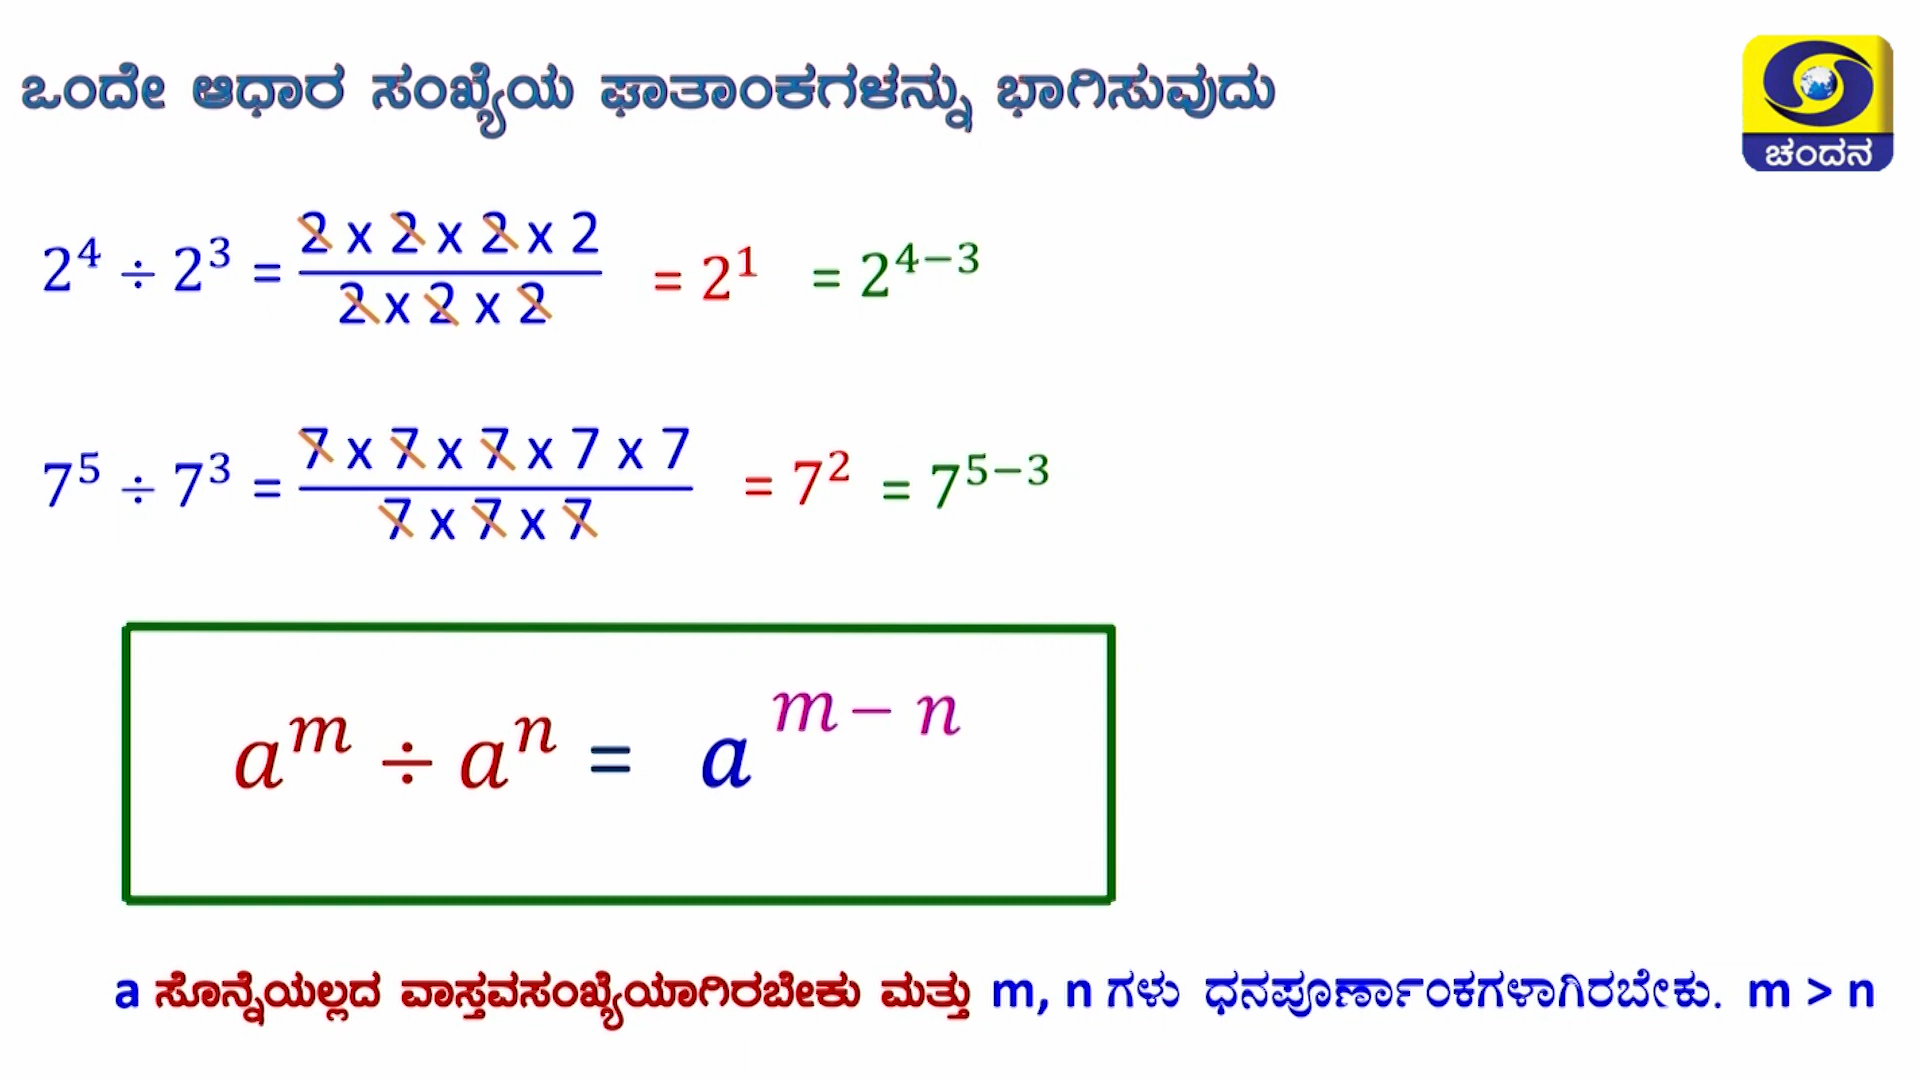 ಒಂದೇ ಆಧಾರ ಸಂಖ್ಯೆಯ ಘಾತಾಂಕಗಳನ್ನು ಭಾಗಿಸುವುದು
ಚಂದನ
2⁴ ÷ 2³ = (2 x 2 x 2 x 2)/(2 x 2 x 2) = 2¹ = 2⁴⁻³
7⁵ ÷ 7³ = (7 x 7 x 7 x 7 x 7)/(7 x 7 x 7) = 7² = 7⁵⁻³
aᵐ ÷ aⁿ = aᵐ⁻ⁿ
a ಸೊನ್ನೆಯಲ್ಲದ ವಾಸ್ತವಸಂಖ್ಯೆಯಾಗಿರಬೇಕು ಮತ್ತು m, n ಗಳು ಧನಪೂರ್ಣಾಂಕಗಳಾಗಿರಬೇಕು. m > n